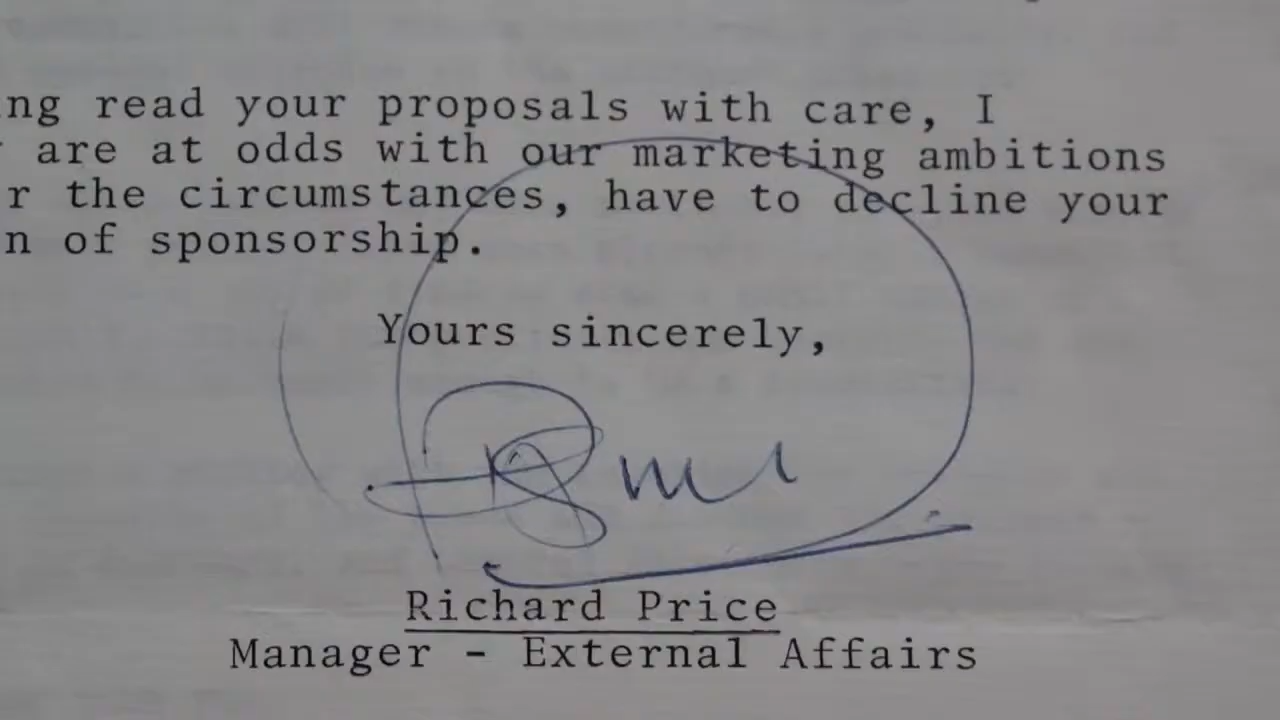 ng read your proposals with care, I
are at odds with our marketing ambitions
r the circumstances, have to decline your
n of sponsorship.
Yours sincerely,
Richard Price
Manager - External Affairs